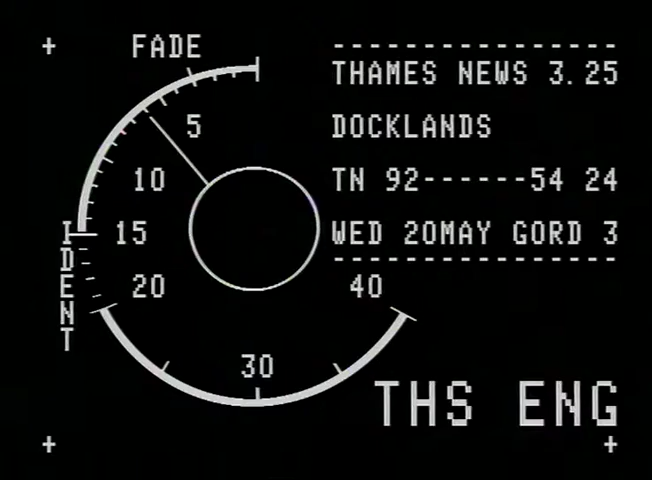 FADE
THAMES NEWS 3.25
DOCKLANDS
TN 92------54 24
WED 20MAY GORD 3
5
10
15
20
30
40
IDENT
THS ENG